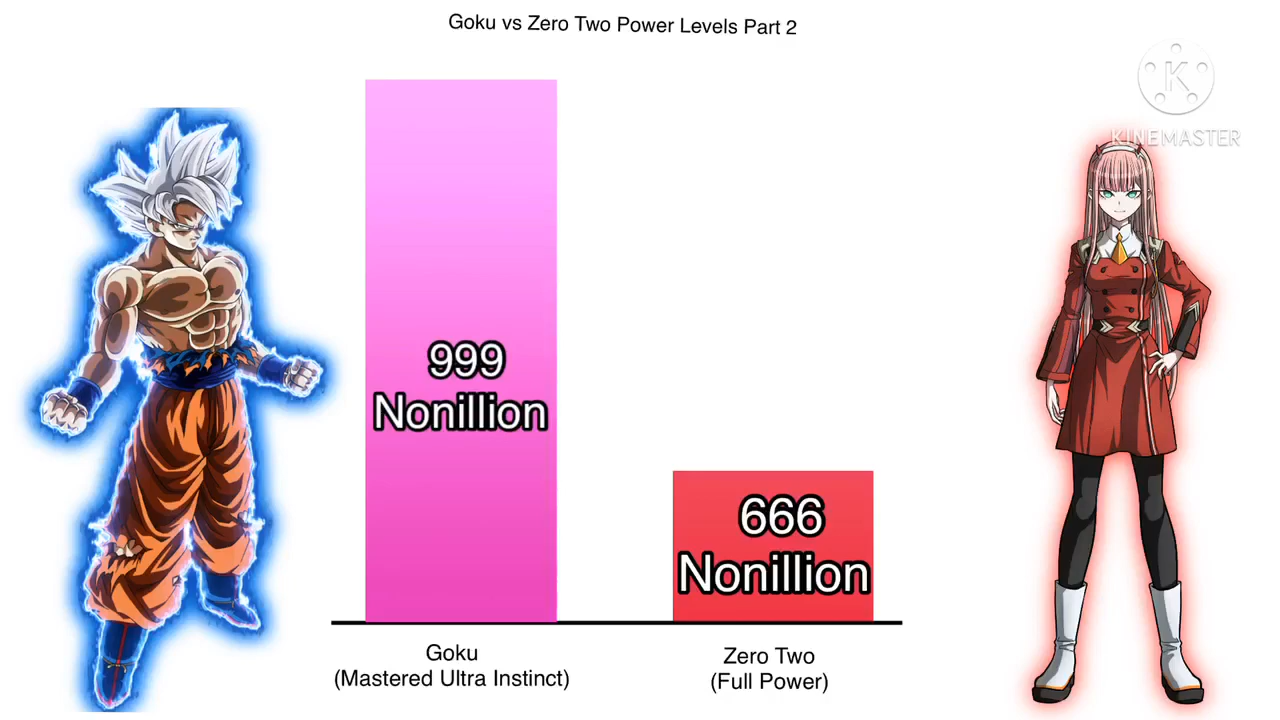 Goku vs Zero Two Power Levels Part 2
K
KINEMASTER
999
Nonillion
666
Nonillion
Goku
(Mastered Ultra Instinct)
Zero Two
(Full Power)